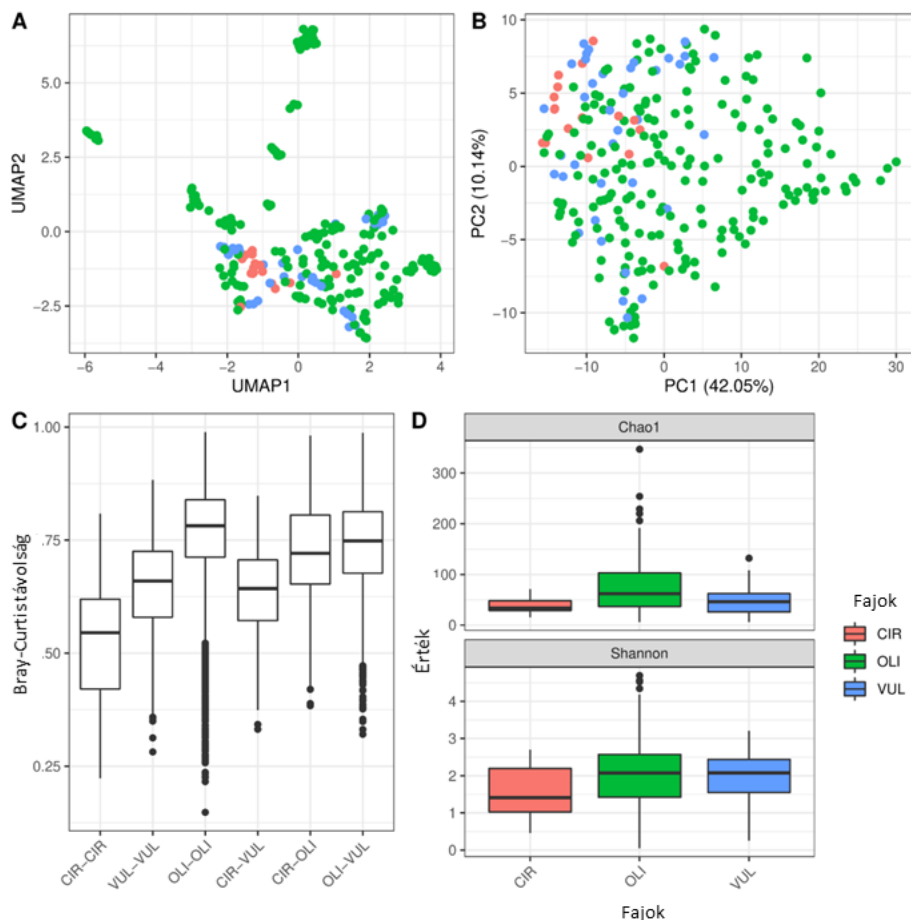 A
UMAP2
5.0
2.5
0.0
−2.5
−6
−4
−2
0
2
4
UMAP1
B
PC2 (10.14%)
10
5
0
−5
−10
−10
0
10
20
30
PC1 (42.05%)
C
Bray-Curtistávolság
1.00
.75
0.50
0.25
CIR−CIR
VUL−VUL
OLI−OLI
CIR−VUL
CIR−OLI
OLI−VUL
D
Érték
Chao1
300
200
100
0
Shannon
4
3
2
1
0
CIR
OLI
VUL
Fajok
Fajok
CIR
OLI
VUL